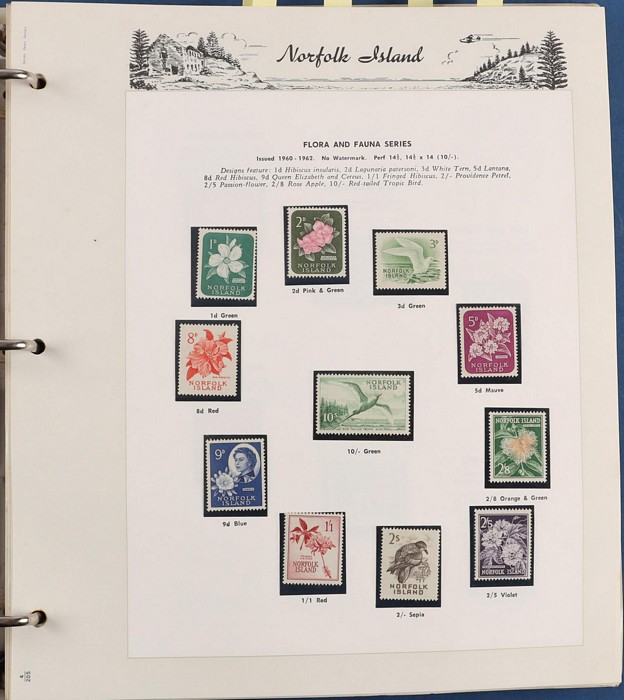 Norfolk Island
FLORA AND FAUNA SERIES
Issued 1960-1962. No Watermark. Perf 14½, 14½ x 14 (10/-).
Designs feature: 1d Hibiscus insularis, 2d Lagunaria patersoni, 3d White Tern, 5d Lantana,
8d Red Hibiscus, 9d Queen Elizabeth and Cereus, 1/1 Fringed Hibiscus, 2/- Providence Petrel,
2/5 Passion-flower, 2/8 Rose Apple, 10/- Red-tailed Tropic Bird.
1D
NORFOLK
ISLAND
1d Green
2D
NORFOLK
ISLAND
2d Pink & Green
3D
NORFOLK
ISLAND
3d Green
8D
NORFOLK
ISLAND
8d Red
5D
NORFOLK
ISLAND
5d Mauve
10/-
NORFOLK
ISLAND
10/- Green
NORFOLK ISLAND
2/8
2/8 Orange & Green
9D
NORFOLK
ISLAND
9d Blue
1/1
NORFOLK
ISLAND
1/1 Red
2s
NORFOLK
ISLAND
2/- Sepia
2/5
NORFOLK
ISLAND
2/5 Violet
205